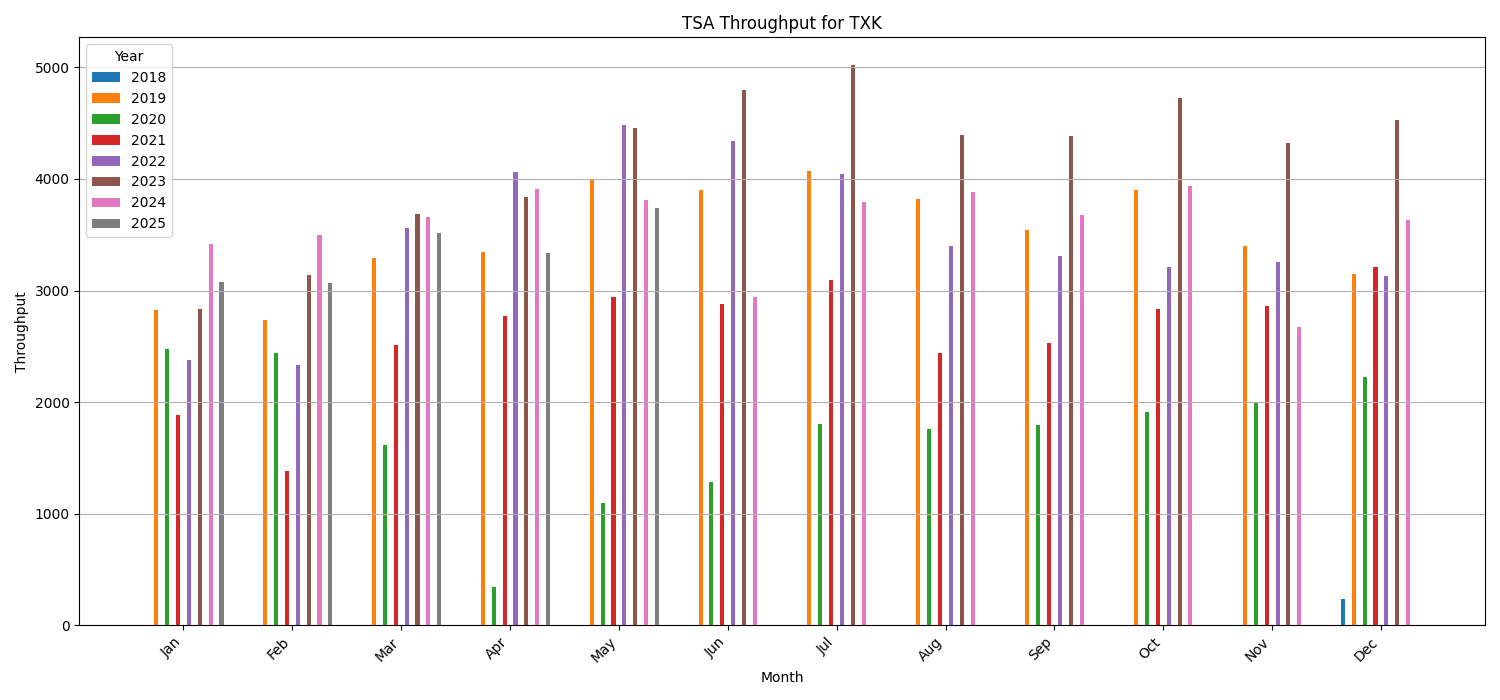 TSA Throughput for TXK
Year
2018
2019
2020
2021
2022
2023
2024
2025
Throughput
5000
4000
3000
2000
1000
0
Jan
Feb
Mar
Apr
May
Jun
Jul
Aug
Sep
Oct
Nov
Dec
Month